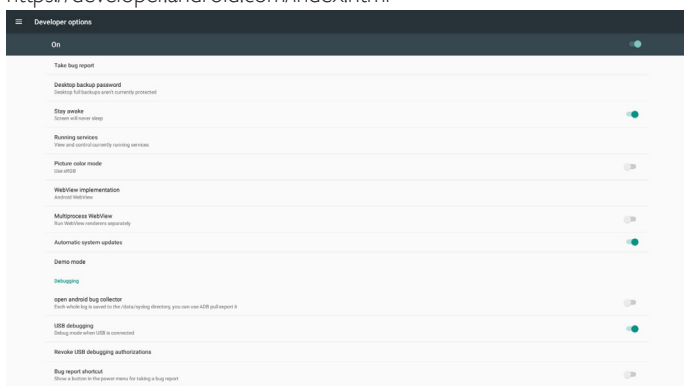 https://developer.android.com/index.html
Developer options
On
Take bug report
Desktop backup password
Desktop full backups aren't currently protected
Stay awake
Screen will never sleep
Running services
View and control currently running services
Picture color mode
Use sRGB
WebView implementation
Android WebView
Multiprocess WebView
Run WebView renderers separately
Automatic system updates
Demo mode
Debugging
open android bug collector
Each whole log is saved to the /data/syslog directory, you can use ADB pull export it
USB debugging
Debug mode when USB is connected
Revoke USB debugging authorizations
Bug report shortcut
Show a button in the power menu for taking a bug report